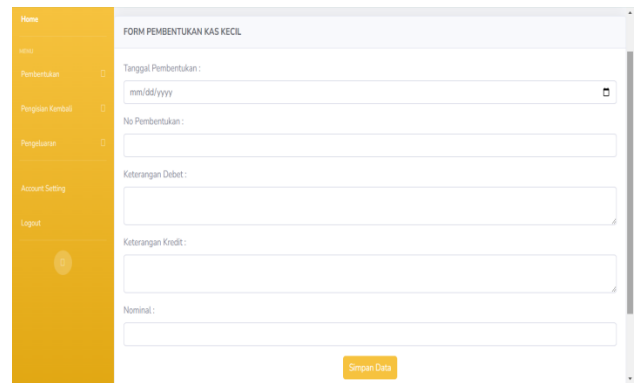 Home
MENU
Pembentukan
Pengisian Kembali
Pengeluaran
Account Setting
Logout
FORM PEMBENTUKAN KAS KECIL
Tanggal Pembentukan :
mm/dd/yyyy
No Pembentukan :
Keterangan Debet :
Keterangan Kredit :
Nominal :
Simpan Data